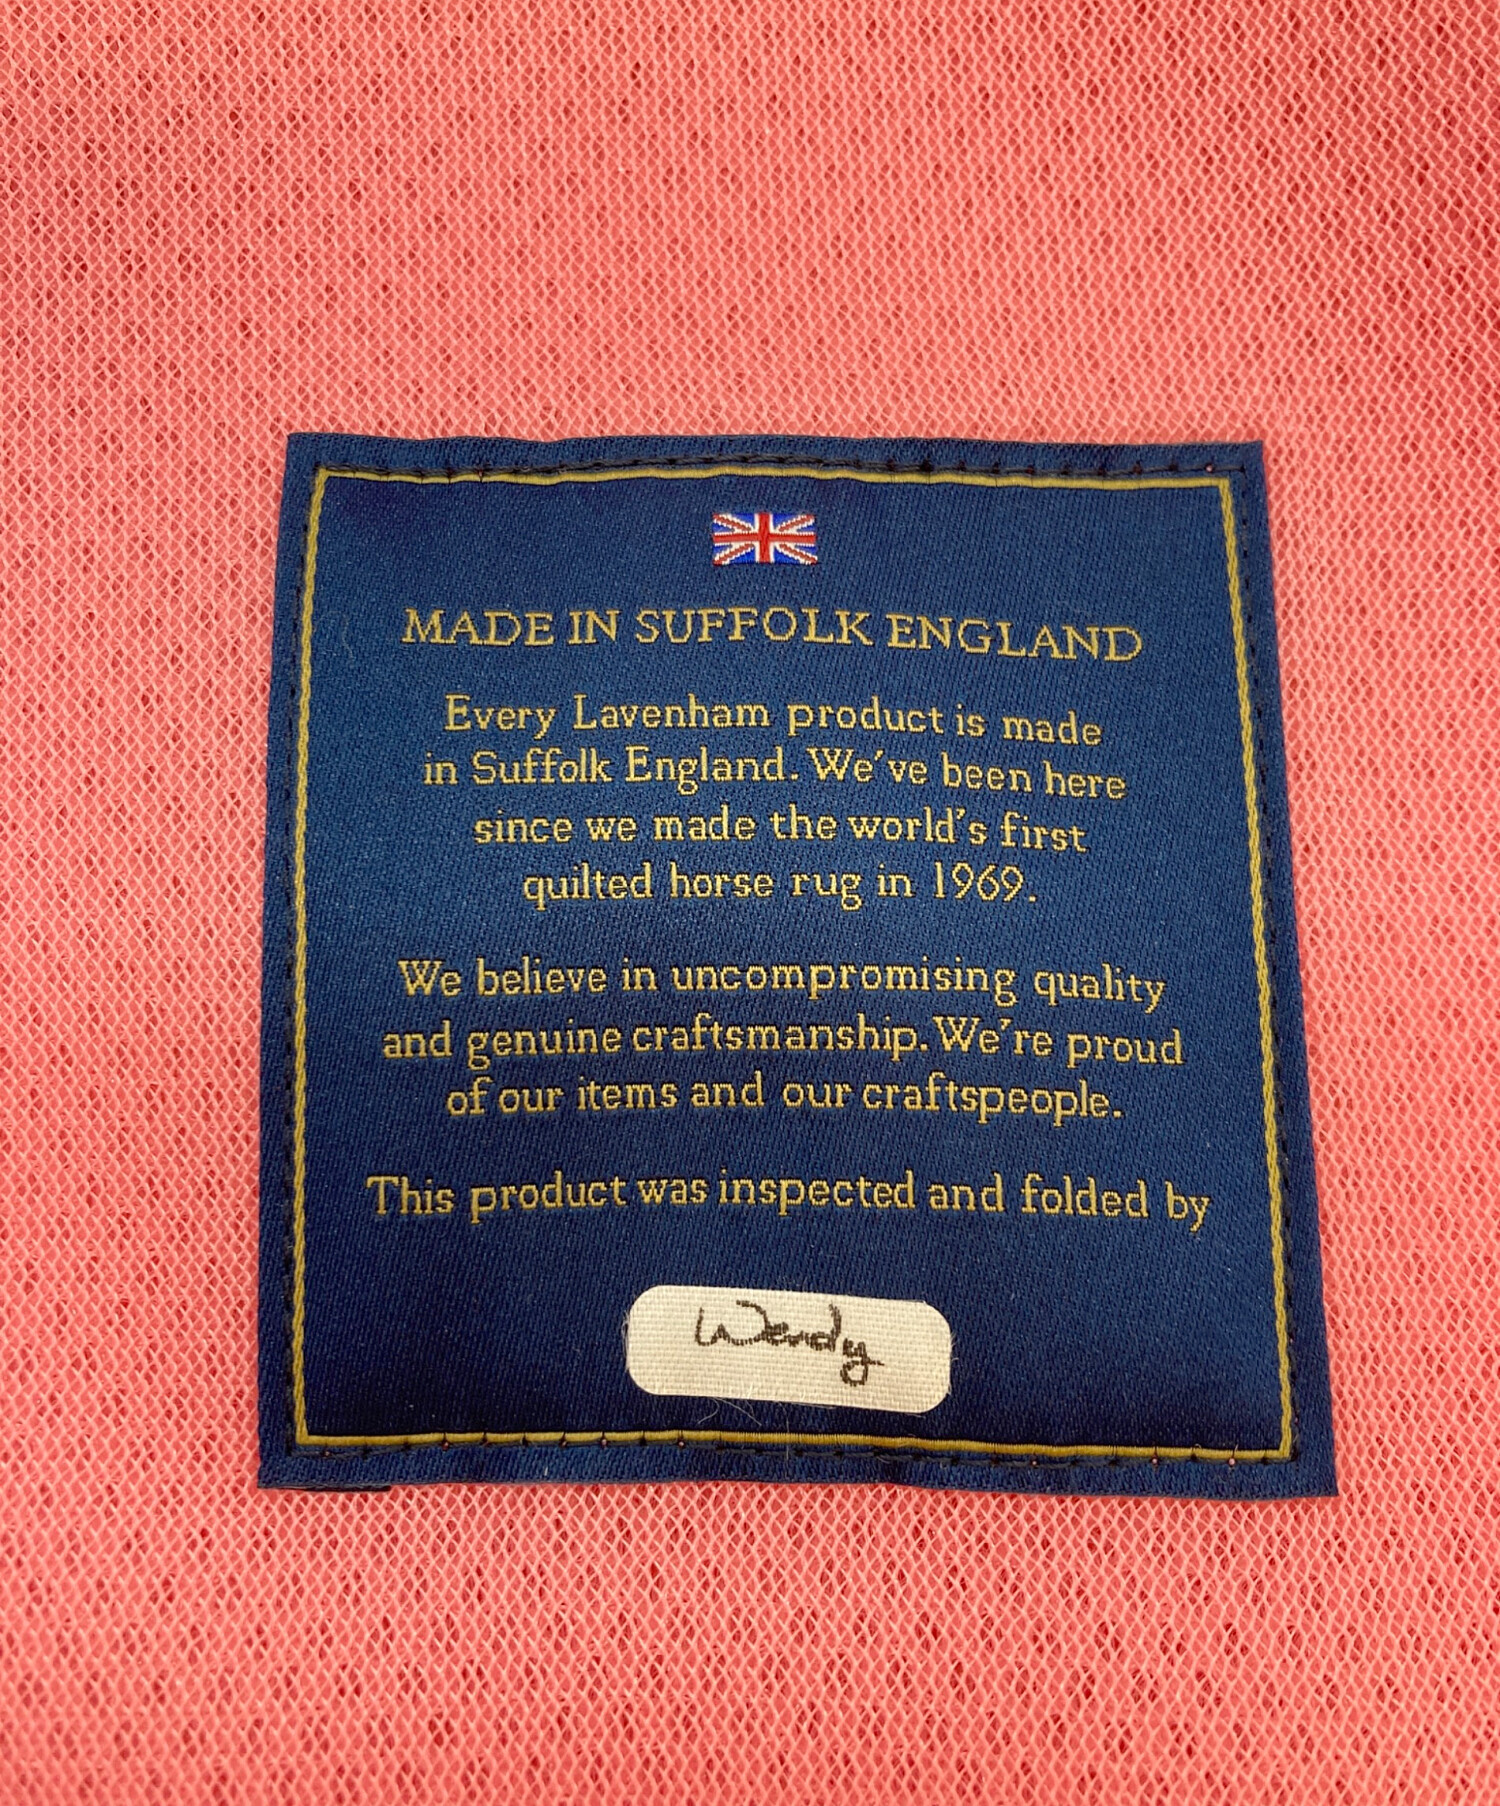 MADE IN SUFFOLK ENGLAND
Every Lavenham product is made
in Suffolk England. We've been here
since we made the world's first
quilted horse rug in 1969.
We believe in uncompromising quality
and genuine craftsmanship. We're proud
of our items and our craftspeople.
This product was inspected and folded by
Wendy